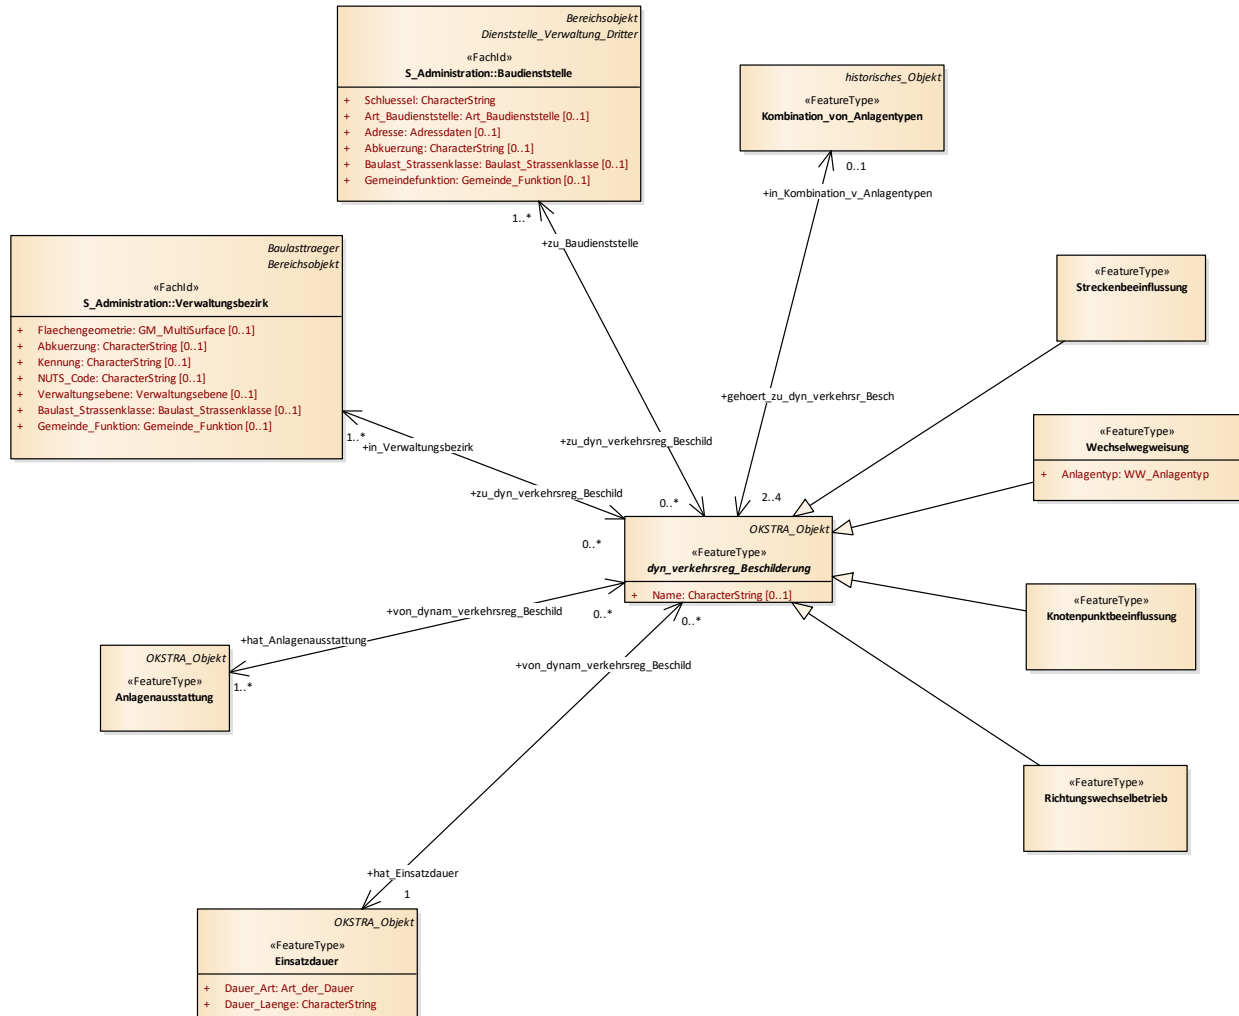 Bereichsobjekt
Dienststelle_Verwaltung_Dritter
«FachId»
S_Administration::Baudienststelle
+ Schluessel: CharacterString
+ Art_Baudienststelle: Art_Baudienststelle [0..1]
+ Adresse: Adressdaten [0..1]
+ Abkuerzung: CharacterString [0..1]
+ Baulast_Strassenklasse: Baulast_Strassenklasse [0..1]
+ Gemeindefunktion: Gemeinde_Funktion [0..1]
historisches_Objekt
«FeatureType»
Kombination_von_Anlagentypen
0..1
+in_Kombination_v_Anlagentypen
1..*
+zu_Baudienststelle
Baulasttraeger
Bereichsobjekt
«FachId»
S_Administration::Verwaltungsbezirk
+ Flaechengeometrie: GM_MultiSurface [0..1]
+ Abkuerzung: CharacterString [0..1]
+ Kennung: CharacterString [0..1]
+ NUTS_Code: CharacterString [0..1]
+ Verwaltungsebene: Verwaltungsebene [0..1]
+ Baulast_Strassenklasse: Baulast_Strassenklasse [0..1]
+ Gemeinde_Funktion: Gemeinde_Funktion [0..1]
«FeatureType»
Streckenbeeinflussung
+gehoert_zu_dyn_verkehrsr_Besch
1..*
+in_Verwaltungsbezirk
+zu_dyn_verkehrsreg_Beschild
«FeatureType»
Wechselwegweisung
+ Anlagentyp: WW_Anlagentyp
+zu_dyn_verkehrsreg_Beschild
0..*
0..*
2..4
OKSTRA_Objekt
«FeatureType»
dyn_verkehrsreg_Beschilderung
+ Name: CharacterString [0..1]
+von_dynam_verkehrsreg_Beschild
0..*
0..*
«FeatureType»
Knotenpunktbeeinflussung
+hat_Anlagenausstattung
1..*
OKSTRA_Objekt
«FeatureType»
Anlagenausstattung
+von_dynam_verkehrsreg_Beschild
«FeatureType»
Richtungswechselbetrieb
+hat_Einsatzdauer
1
OKSTRA_Objekt
«FeatureType»
Einsatzdauer
+ Dauer_Art: Art_der_Dauer
+ Dauer_Laenge: CharacterString